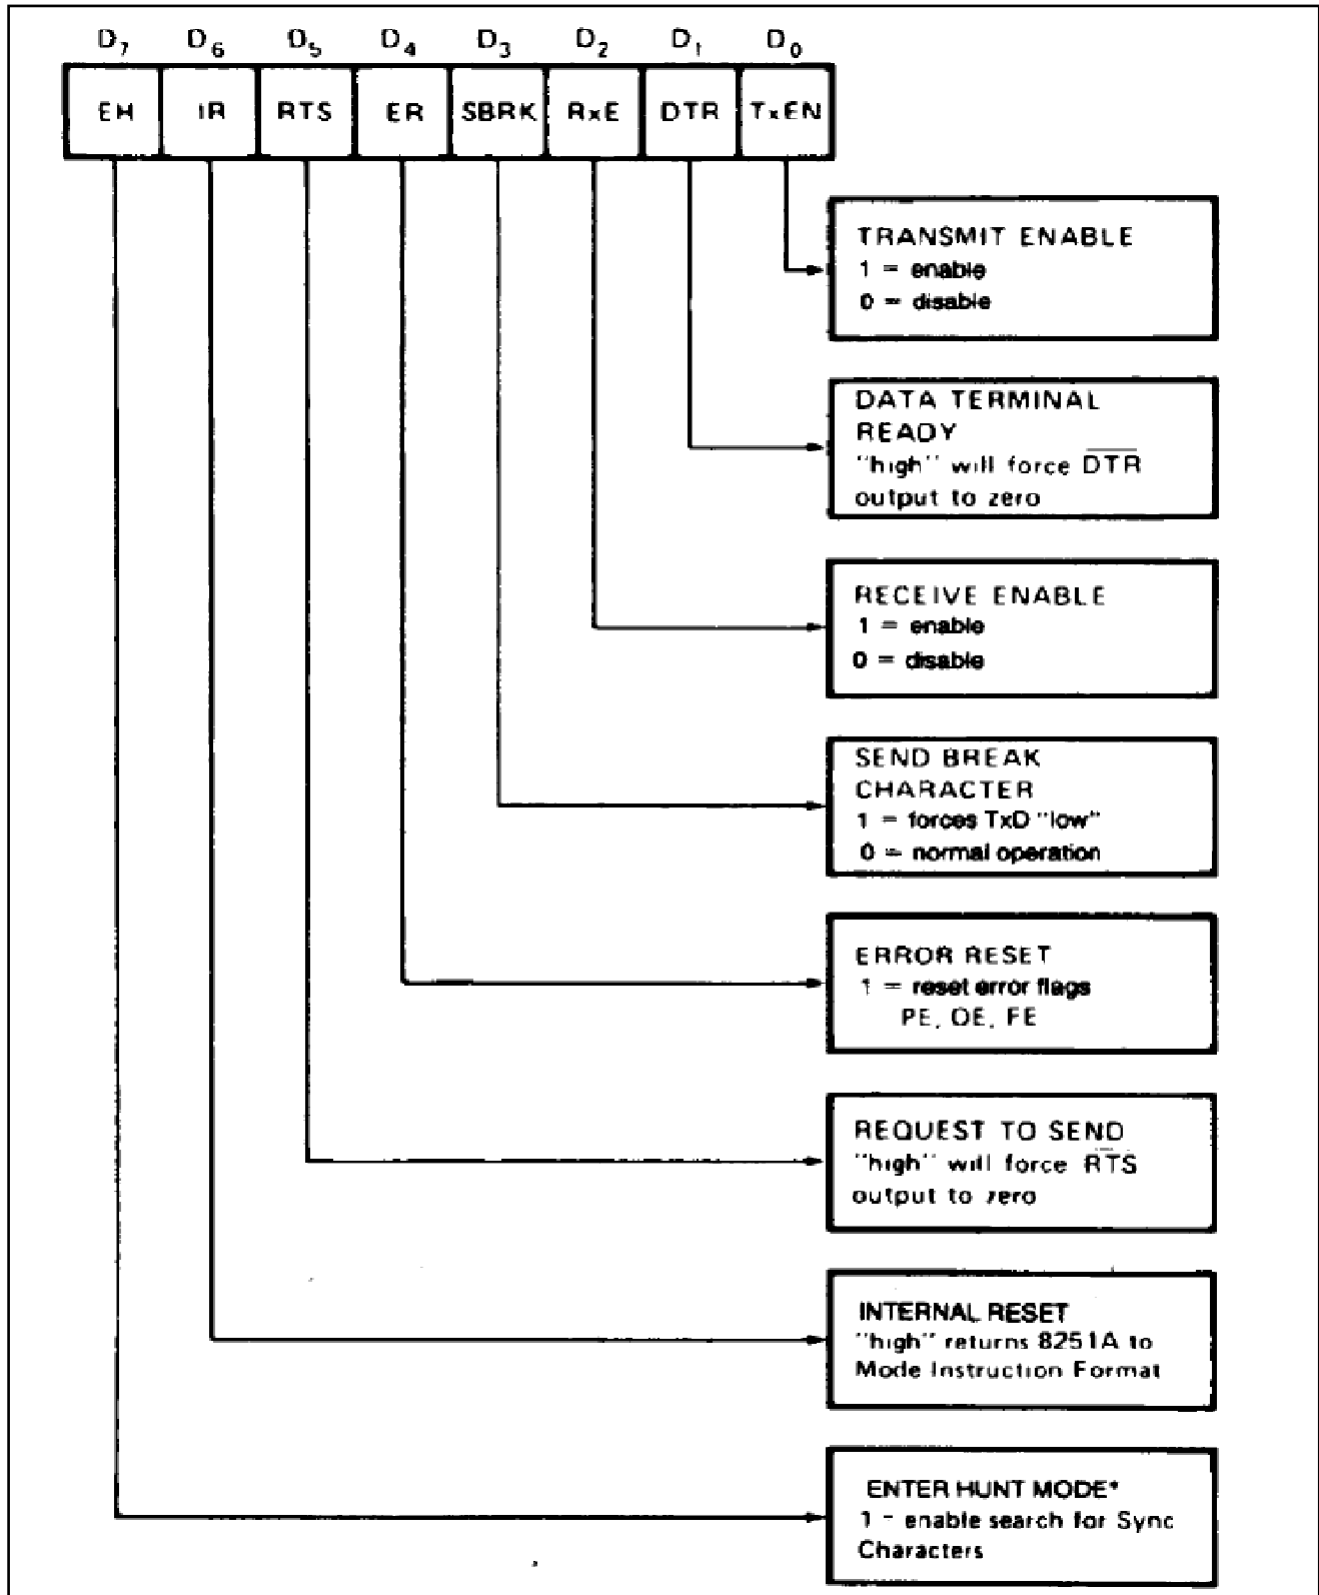 D7 D6 D5 D4 D3 D2 D1 D0
EH IR RTS ER SBRK RxE DTR TxEN
TRANSMIT ENABLE
1 = enable
0 = disable
DATA TERMINAL
READY
"high" will force D̅T̅R̅
output to zero
RECEIVE ENABLE
1 = enable
0 = disable
SEND BREAK
CHARACTER
1 = forces TxD "low"
0 = normal operation
ERROR RESET
1 = reset error flags
PE, OE, FE
REQUEST TO SEND
"high" will force R̅T̅S̅
output to zero
INTERNAL RESET
"high" returns 8251A to
Mode Instruction Format
ENTER HUNT MODE*
1 = enable search for Sync
Characters